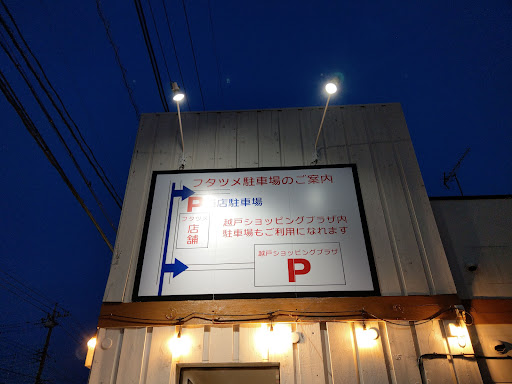 フタツメ駐車場のご案内
P 店駐車場
フタツメ
店舗
越戸ショッピングプラザ内
駐車場もご利用になれます
越戸ショッピングプラザ
P